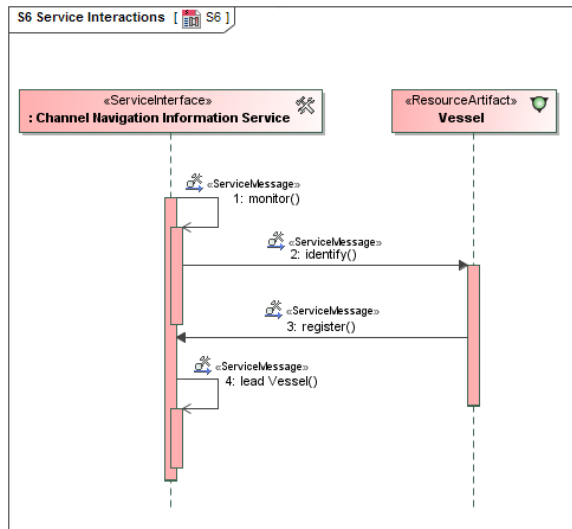 S6 Service Interactions [ S6 ]
«ServiceInterface»
: Channel Navigation Information Service
«ResourceArtifact»
Vessel
«ServiceMessage»
1: monitor()
«ServiceMessage»
2: identify()
«ServiceMessage»
3: register()
«ServiceMessage»
4: lead Vessel()